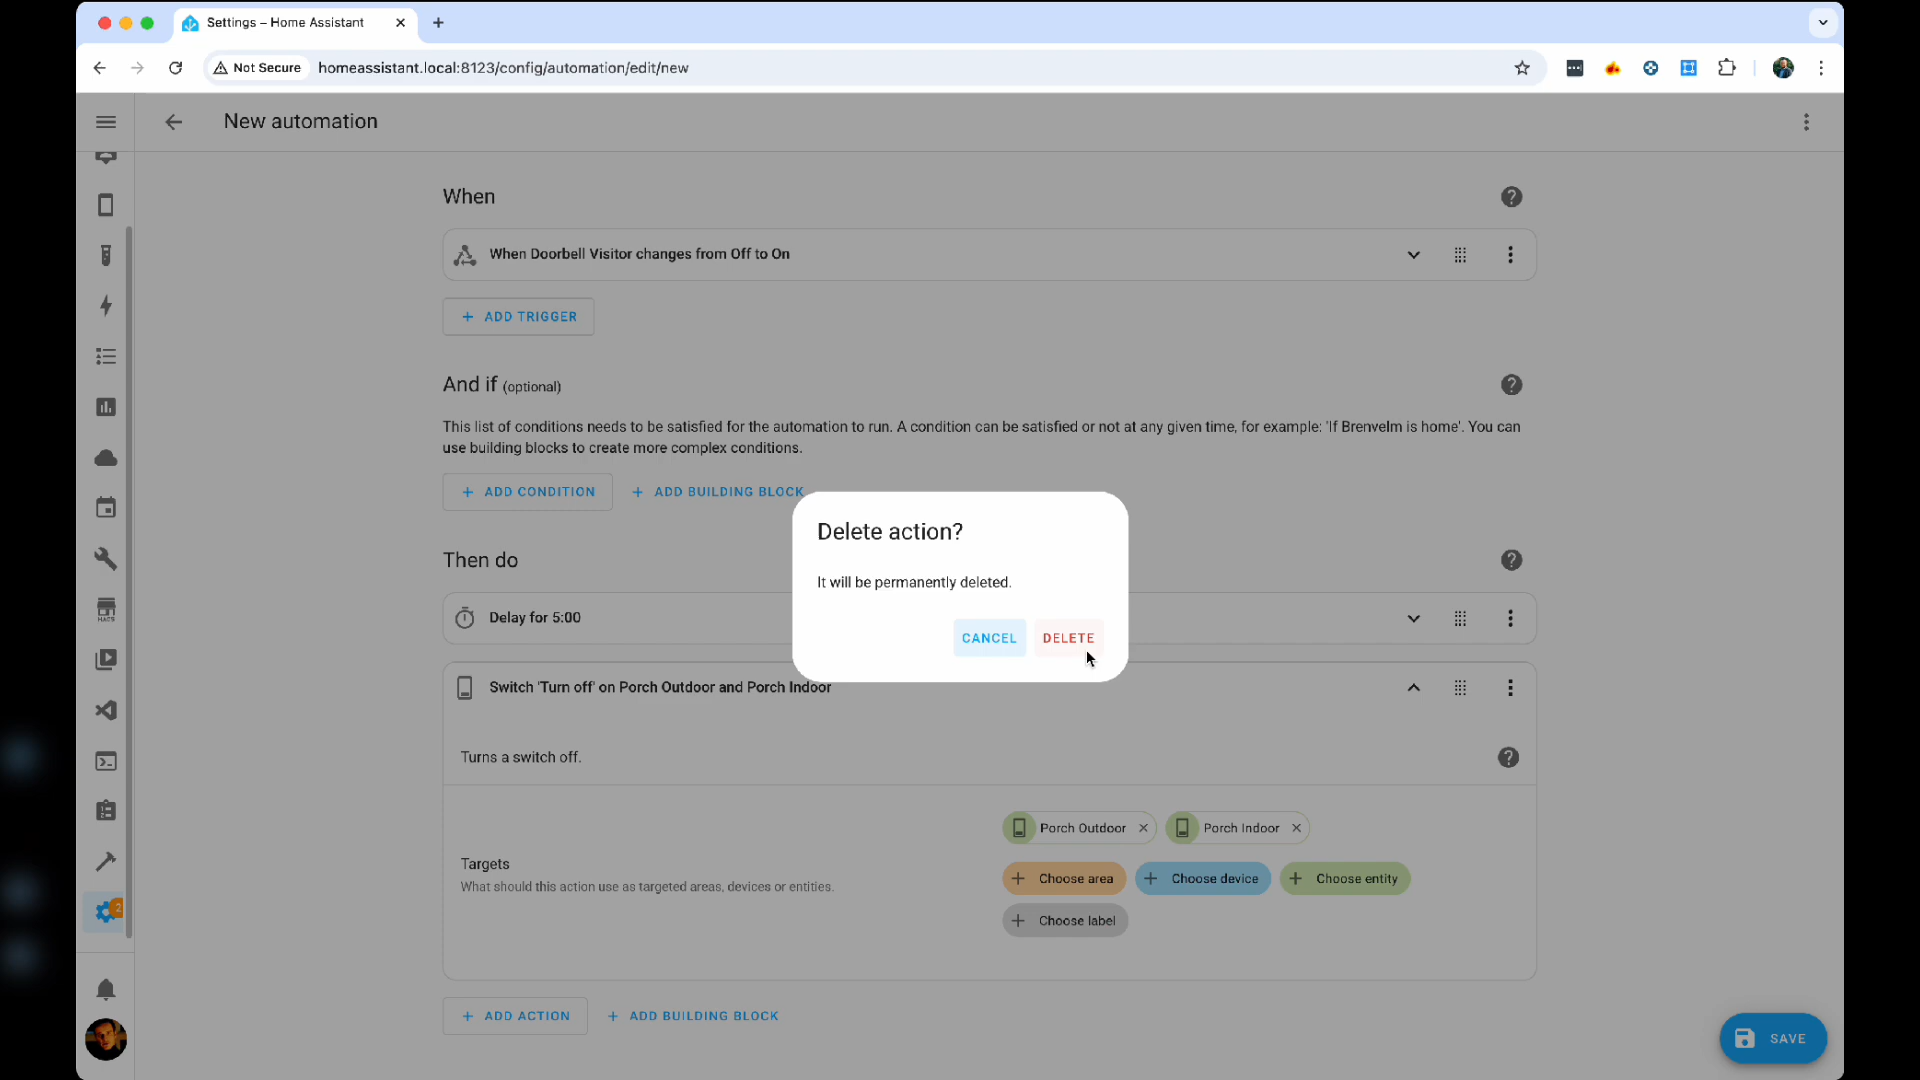 Settings – Home Assistant
Not Secure
homeassistant.local:8123/config/automation/edit/new
New automation
When
When Doorbell Visitor changes from Off to On
ADD TRIGGER
And if (optional)
This list of conditions needs to be satisfied for the automation to run. A condition can be satisfied or not at any given time, for example: 'If Brenvelm is home'. You can
use building blocks to create more complex conditions.
ADD CONDITION
ADD BUILDING BLOCK
Delete action?
It will be permanently deleted.
CANCEL
DELETE
Then do
Delay for 5:00
Switch 'Turn off' on Porch Outdoor and Porch Indoor
Turns a switch off.
Porch Outdoor
Porch Indoor
Targets
What should this action use as targeted areas, devices or entities.
Choose area
Choose device
Choose entity
Choose label
ADD ACTION
ADD BUILDING BLOCK
HACS
2
SAVE